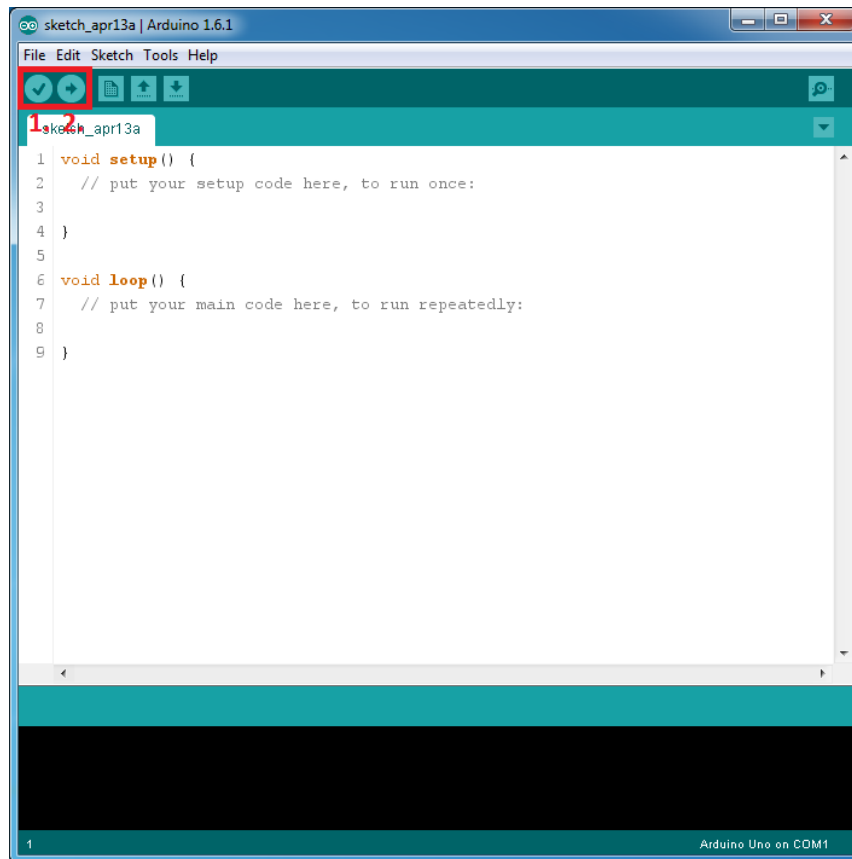 sketch_apr13a | Arduino 1.6.1
File Edit Sketch Tools Help
1. 2.
sketch_apr13a
1 void setup() {
2 // put your setup code here, to run once:
3
4 }
5
6 void loop() {
7 // put your main code here, to run repeatedly:
8
9 }
1 Arduino Uno on COM1